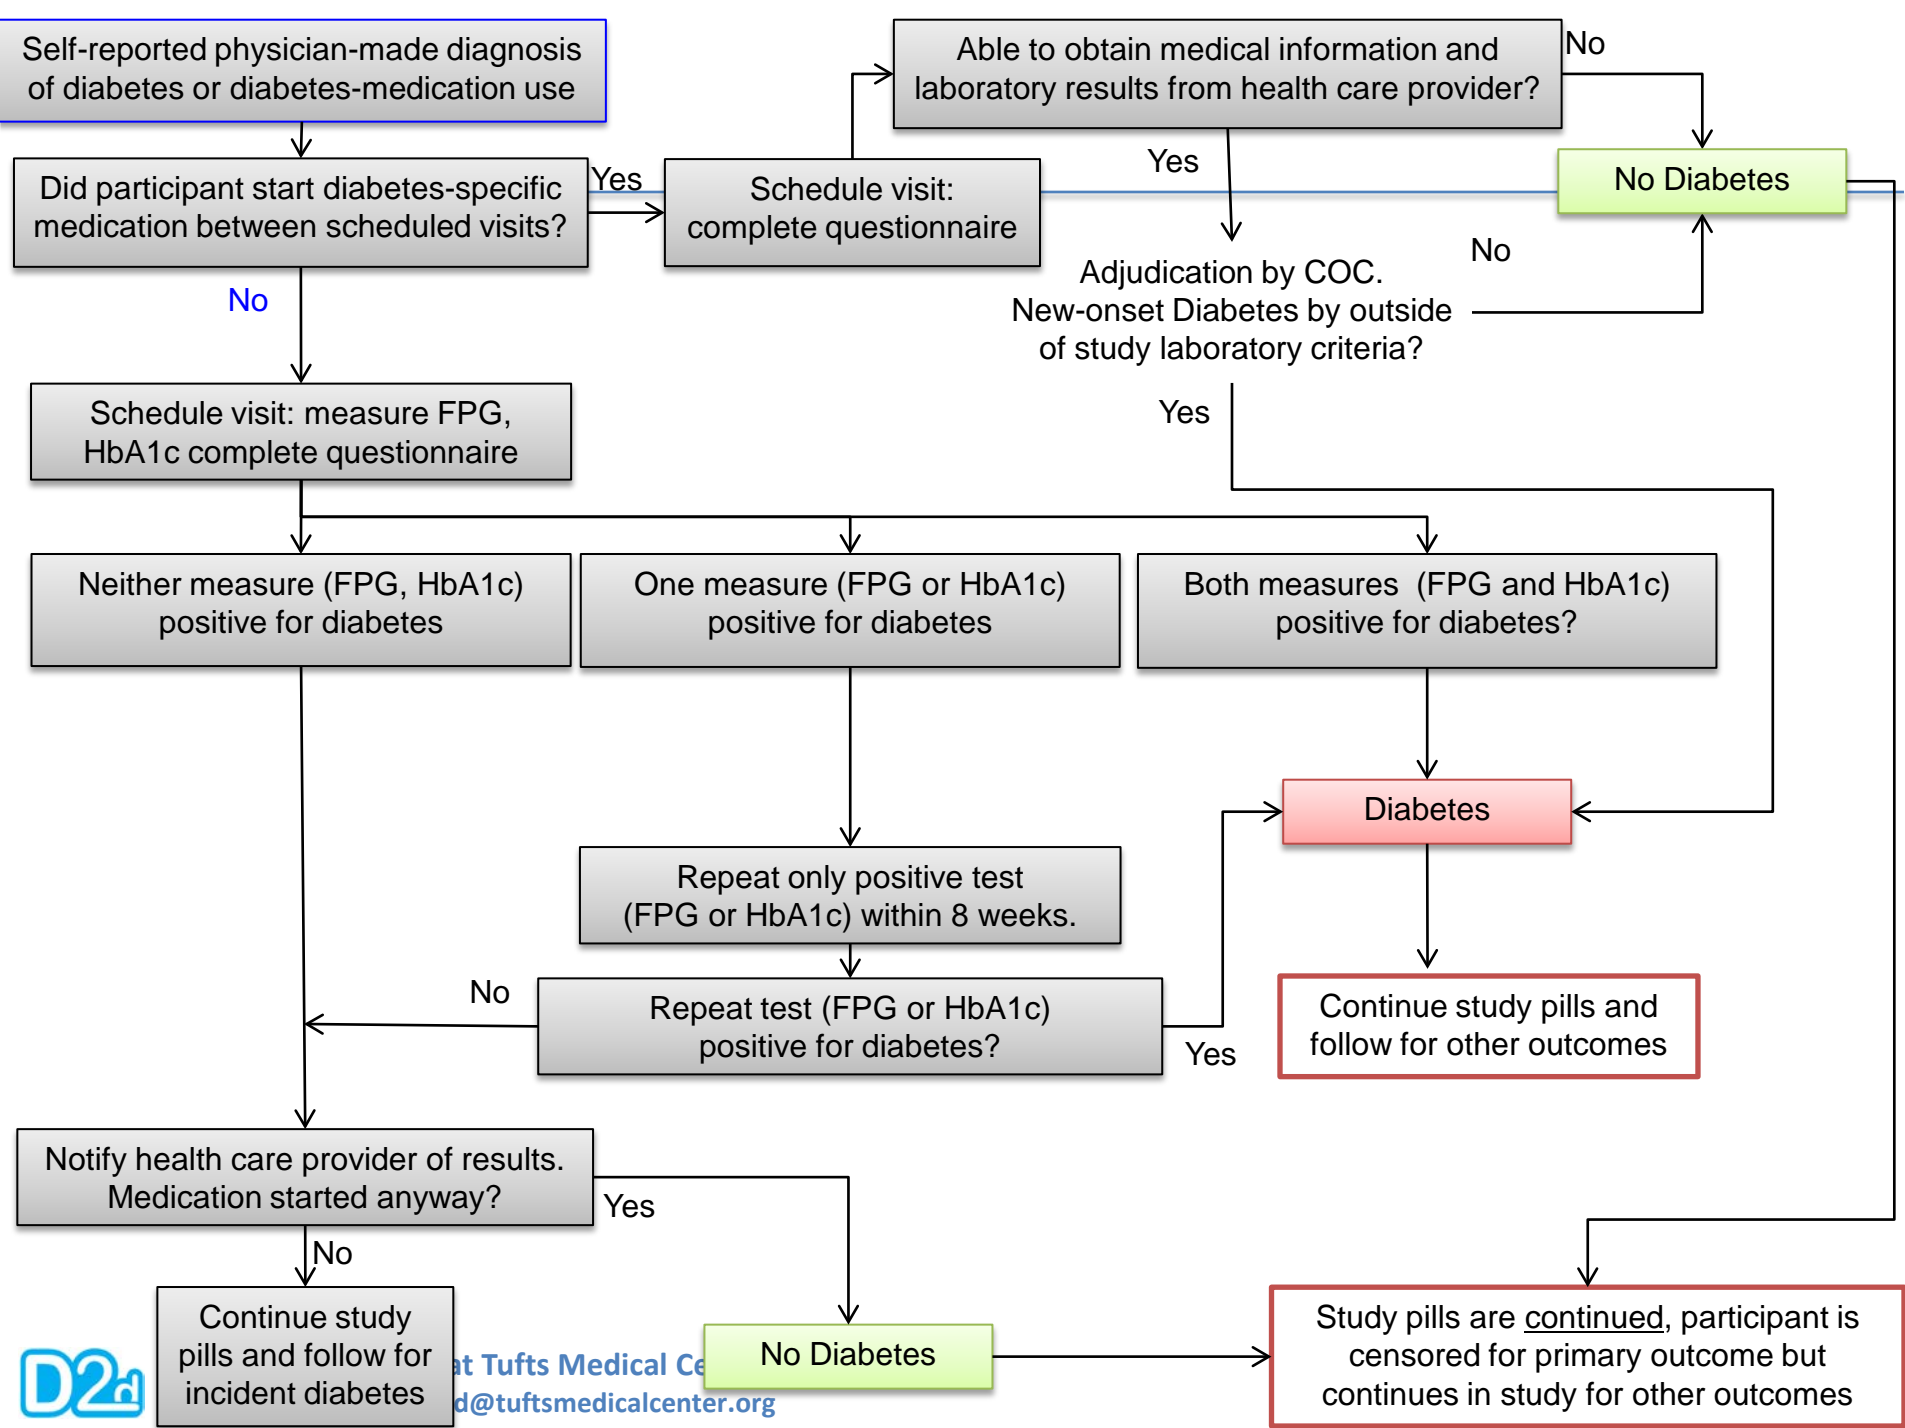 Self-reported physician-made diagnosis
of diabetes or diabetes-medication use
Able to obtain medical information and
laboratory results from health care provider?
No
Did participant start diabetes-specific
medication between scheduled visits?
Yes
Schedule visit:
complete questionnaire
Yes
No Diabetes
No
Adjudication by COC.
New-onset Diabetes by outside
of study laboratory criteria?
No
Yes
Schedule visit: measure FPG,
HbA1c complete questionnaire
Neither measure (FPG, HbA1c)
positive for diabetes
One measure (FPG or HbA1c)
positive for diabetes
Both measures (FPG and HbA1c)
positive for diabetes?
Diabetes
Repeat only positive test
(FPG or HbA1c) within 8 weeks.
No
Repeat test (FPG or HbA1c)
positive for diabetes?
Yes
Continue study pills and
follow for other outcomes
Notify health care provider of results.
Medication started anyway?
Yes
No
Continue study
pills and follow for
incident diabetes
No Diabetes
Study pills are continued, participant is
censored for primary outcome but
continues in study for other outcomes
D2d
at Tufts Medical Ce
d@tuftsmedicalcenter.org